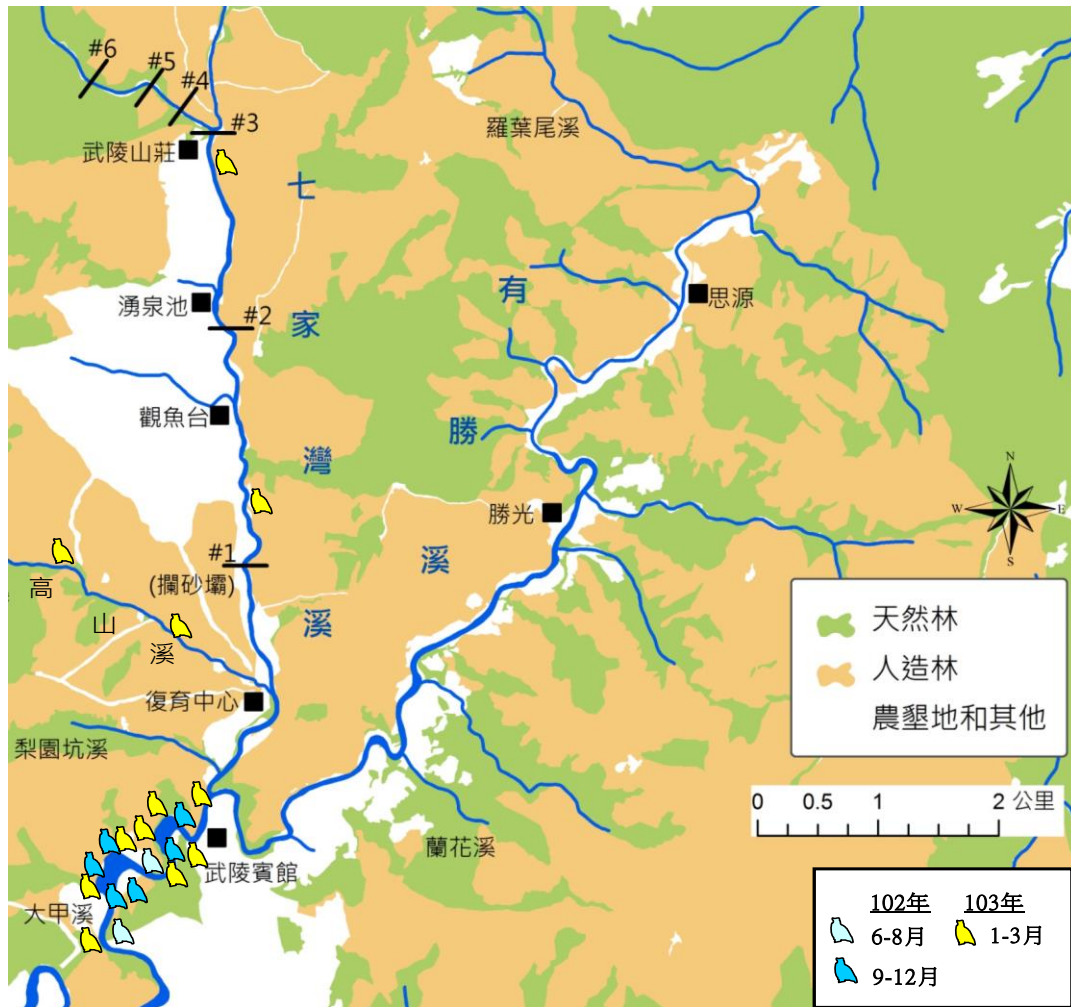 #6
#5
#4
#3
武陵山莊
羅葉尾溪
七
家
灣
溪
有
勝
溪
思源
湧泉池
#2
觀魚台
勝光
N
W
E
S
#1
(攔砂壩)
高
山
溪
復育中心
梨園坑溪
武陵賓館
蘭花溪
大甲溪
天然林
人造林
農墾地和其他
0 0.5 1 2 公里
102年 103年
6-8月 1-3月
9-12月